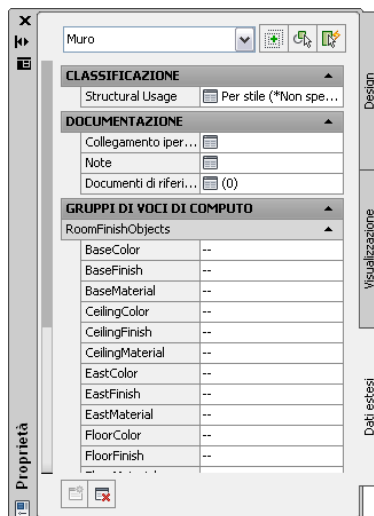 Muro
CLASSIFICAZIONE
Structural Usage Per stile (*Non spe...
DOCUMENTAZIONE
Collegamento iper...
Note
Documenti di riferi... (0)
GRUPPI DI VOCI DI COMPUTO
RoomFinishObjects
BaseColor --
BaseFinish --
BaseMaterial --
CeilingColor --
CeilingFinish --
CeilingMaterial --
EastColor --
EastFinish --
EastMaterial --
FloorColor --
FloorFinish --
Design
Visualizzazione
Dati estesi
Proprietà